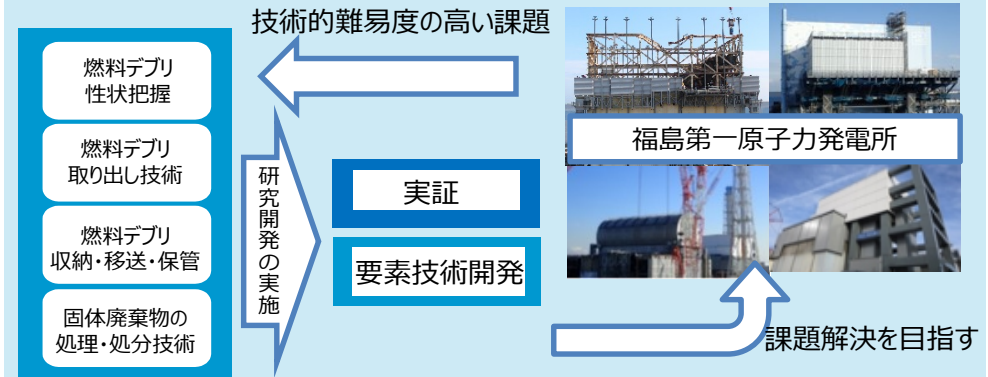 技術的難易度の高い課題
燃料デブリ
性状把握
燃料デブリ
取り出し技術
燃料デブリ
収納・移送・保管
固体廃棄物の
処理・処分技術
研究開発の実施
実証
要素技術開発
福島第一原子力発電所
課題解決を目指す